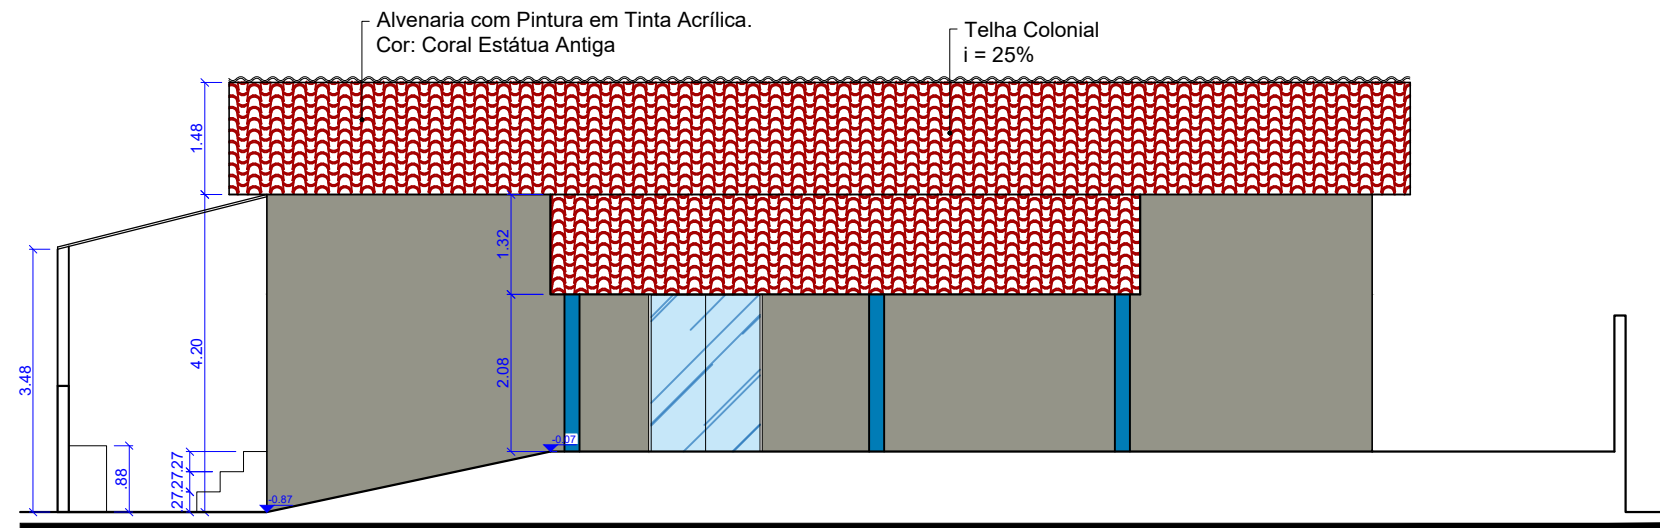 Alvenaria com Pintura em Tinta Acrílica.
Cor: Coral Estátua Antiga
Telha Colonial
i = 25%
1.48
1.32
4.20
3.48
2.08
-0.07
.88
.27
.27
.27
-0.87